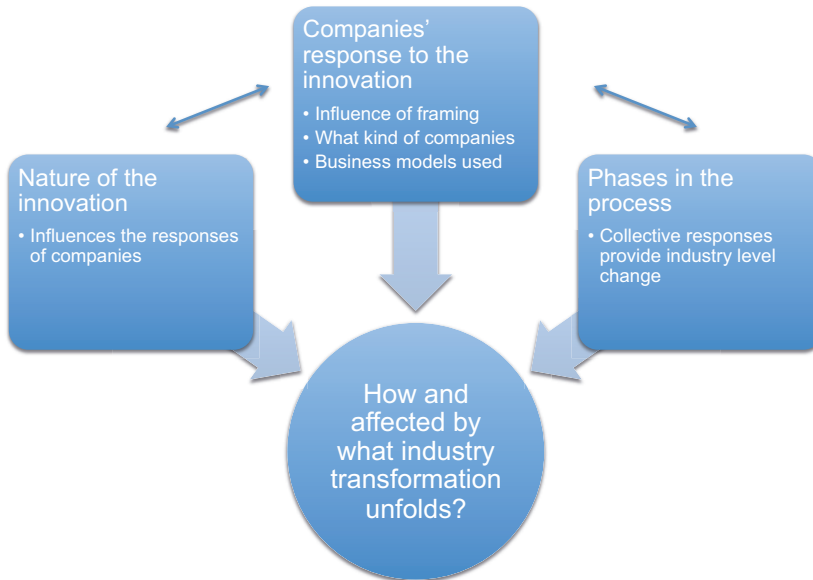 Companies'
response to the
innovation
• Influence of framing
• What kind of companies
• Business models used
Nature of the
innovation
• Influences the responses
of companies
Phases in the
process
• Collective responses
provide industry level
change
How and
affected by
what industry
transformation
unfolds?